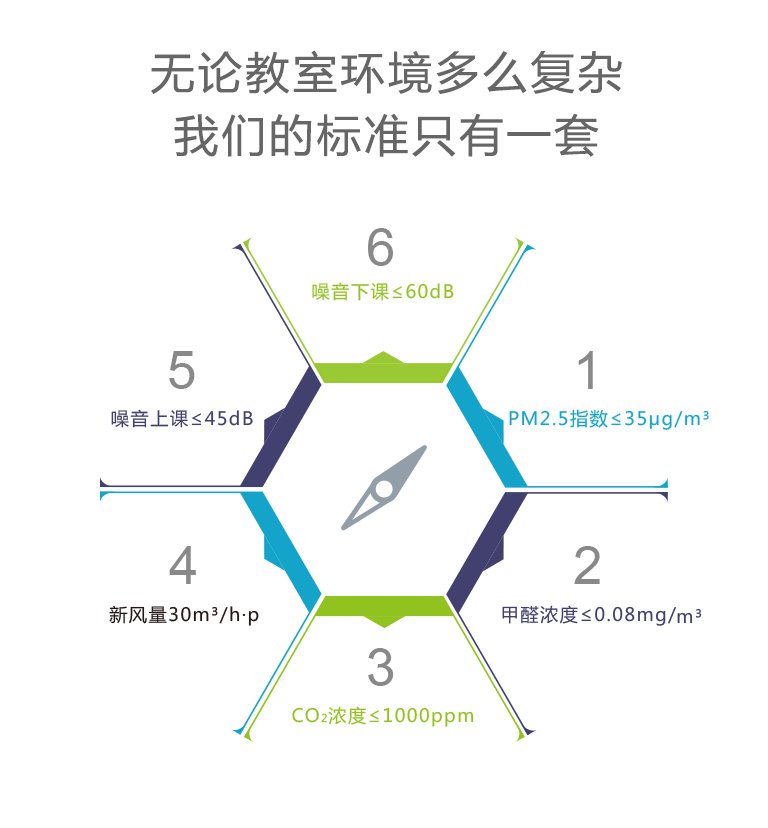 无论教室环境多么复杂
我们的标准只有一套
6
噪音下课≤60dB
5
噪音上课≤45dB
1
PM2.5指数≤35μg/m³
4
新风量30m³/h·p
2
甲醛浓度≤0.08mg/m³
3
CO₂浓度≤1000ppm